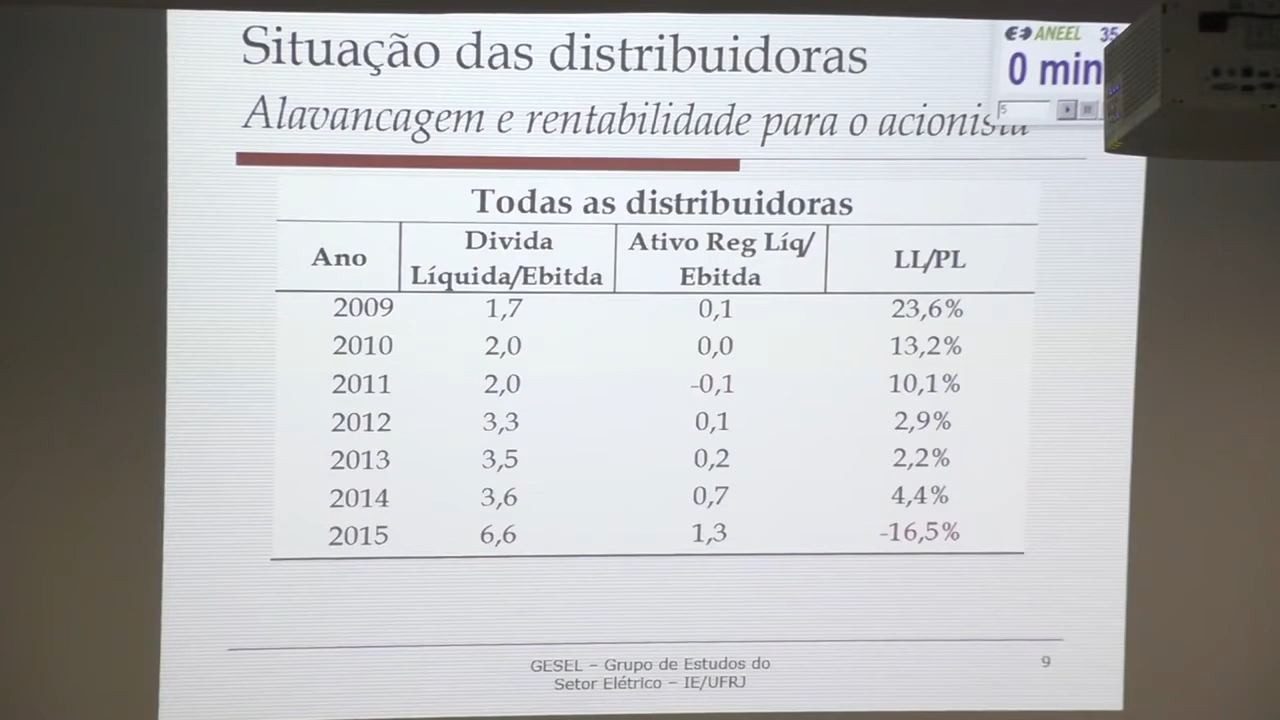 Situação das distribuidoras
ANEEL 35
0 min
5
Alavancagem e rentabilidade para o acionista
Todas as distribuidoras
Ano Divida Líquida/Ebitda Ativo Reg Líq/ Ebitda LL/PL
2009 1,7 0,1 23,6%
2010 2,0 0,0 13,2%
2011 2,0 -0,1 10,1%
2012 3,3 0,1 2,9%
2013 3,5 0,2 2,2%
2014 3,6 0,7 4,4%
2015 6,6 1,3 -16,5%
GESEL – Grupo de Estudos do
Setor Elétrico – IE/UFRJ
9